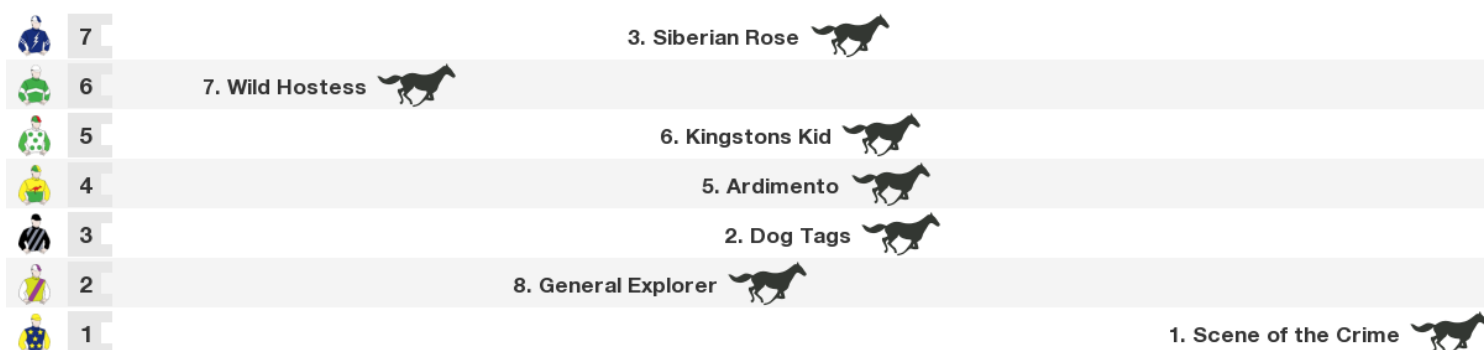 7 3. Siberian Rose
6 7. Wild Hostess
5 6. Kingstons Kid
4 5. Ardimento
3 2. Dog Tags
2 8. General Explorer
1 1. Scene of the Crime